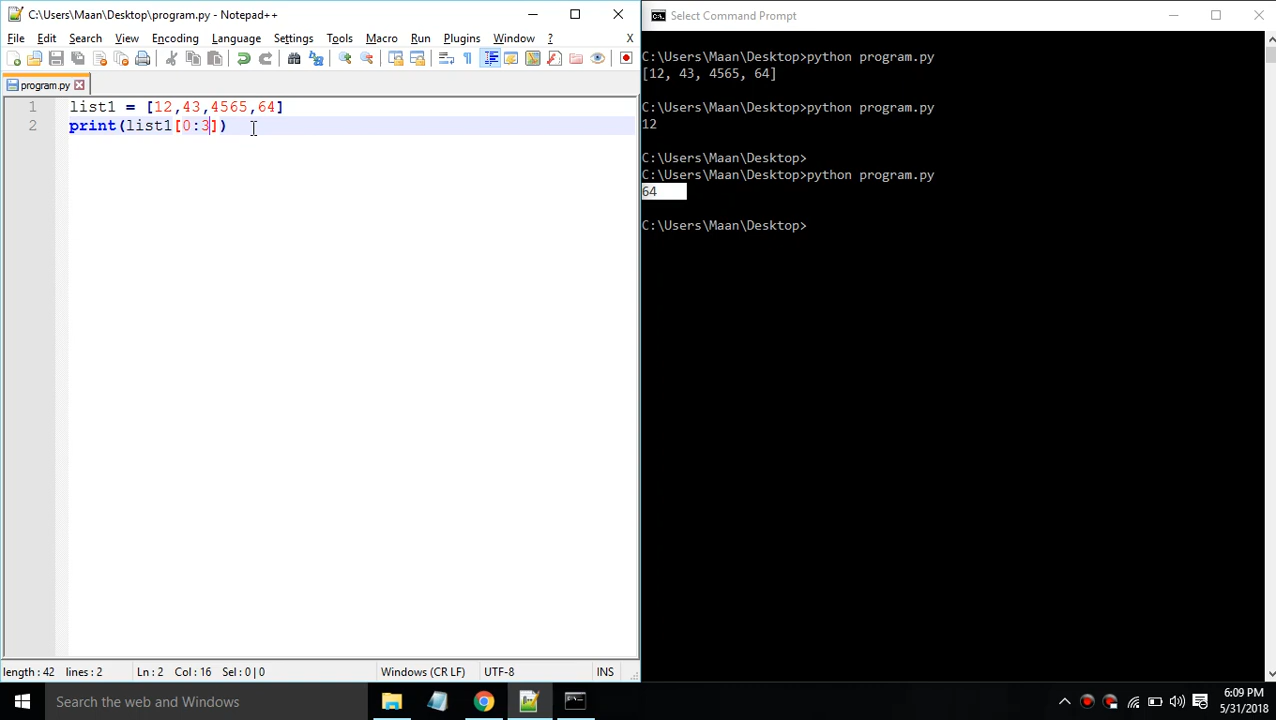 C:\Users\Maan\Desktop\program.py - Notepad++
File Edit Search View Encoding Language Settings Tools Macro Run Plugins Window ? X
program.py
1 list1 = [12,43,4565,64]
2 print(list1[0:3])
length : 42 lines : 2 Ln : 2 Col : 16 Sel : 0 | 0 Windows (CR LF) UTF-8 INS
Select Command Prompt
C:\Users\Maan\Desktop>python program.py
[12, 43, 4565, 64]
C:\Users\Maan\Desktop>python program.py
12
C:\Users\Maan\Desktop>
C:\Users\Maan\Desktop>python program.py
64
C:\Users\Maan\Desktop>
Search the web and Windows
6:09 PM
5/31/2018